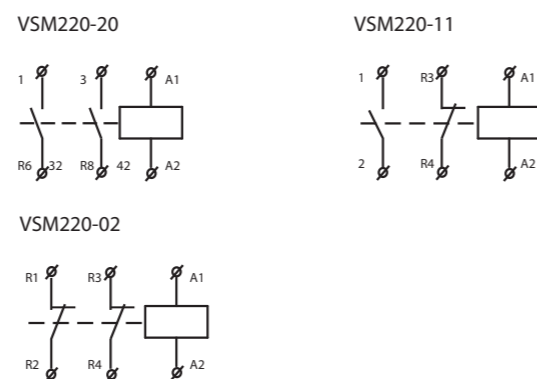 VSM220-20
1 3 A1
R6 32 R8 42 A2
VSM220-11
1 R3 A1
2 R4 A2
VSM220-02
R1 R3 A1
R2 R4 A2